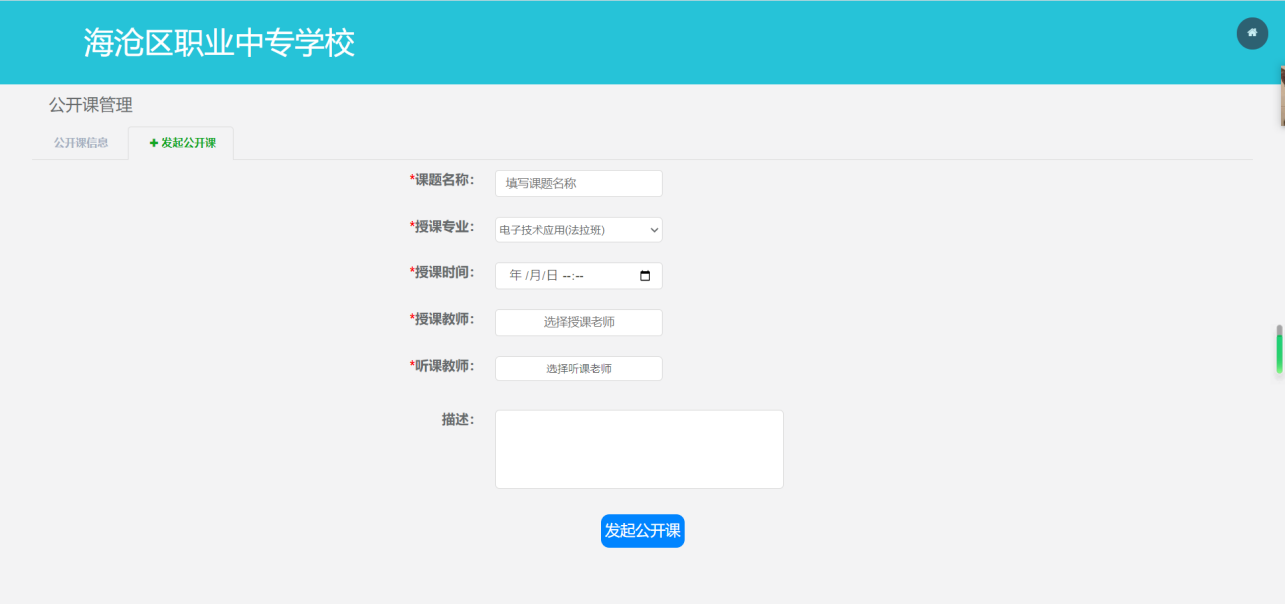 海沧区职业中专学校
公开课管理
公开课信息
发起公开课
*课题名称： 填写课题名称
*授课专业： 电子技术应用(法拉班)
*授课时间： 年 /月/日 --:--
*授课教师： 选择授课老师
*听课教师： 选择听课老师
描述：
发起公开课